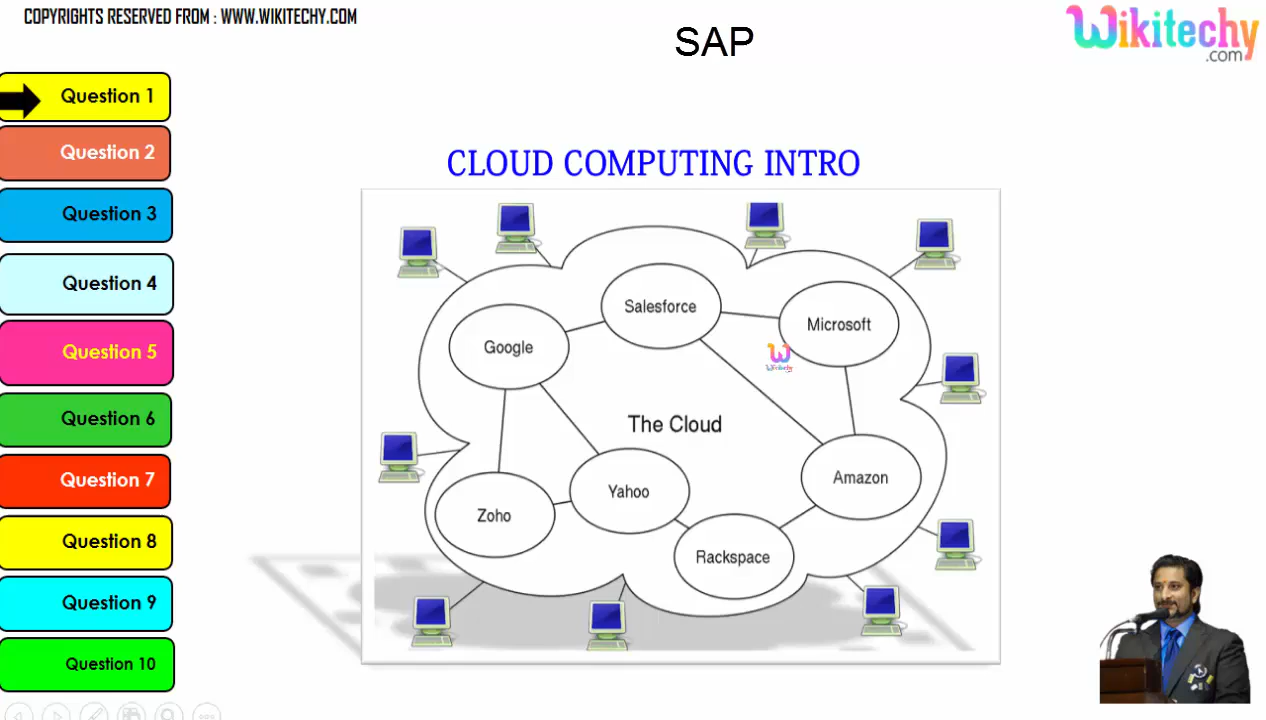 COPYRIGHTS RESERVED FROM : WWW.WIKITECHY.COM
SAP
Wikitechy
.com
Question 1
Question 2
Question 3
Question 4
Question 5
Question 6
Question 7
Question 8
Question 9
Question 10
CLOUD COMPUTING INTRO
Salesforce
Microsoft
Google
Wikitechy
The Cloud
Amazon
Yahoo
Zoho
Rackspace